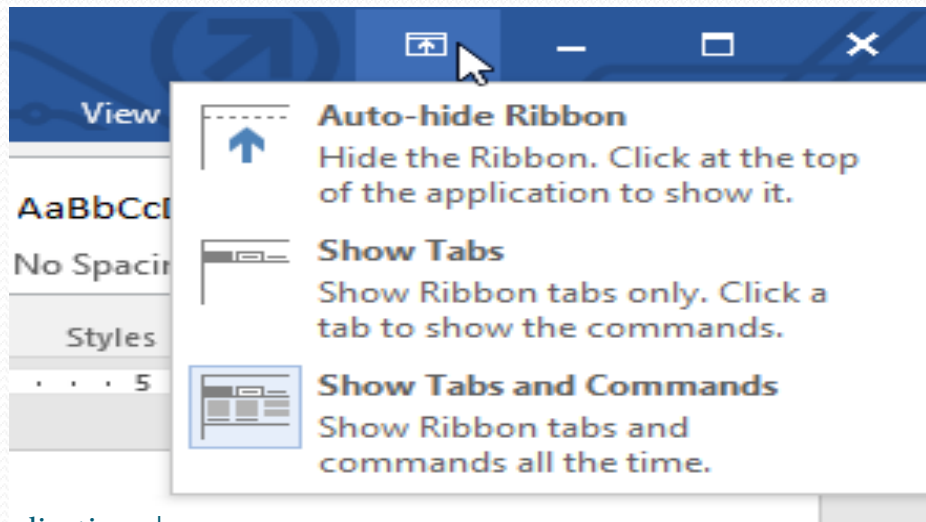 View
Auto-hide Ribbon
Hide the Ribbon. Click at the top
of the application to show it.
AaBbCcD
No Spacin
Show Tabs
Show Ribbon tabs only. Click a
tab to show the commands.
Styles
5
Show Tabs and Commands
Show Ribbon tabs and
commands all the time.